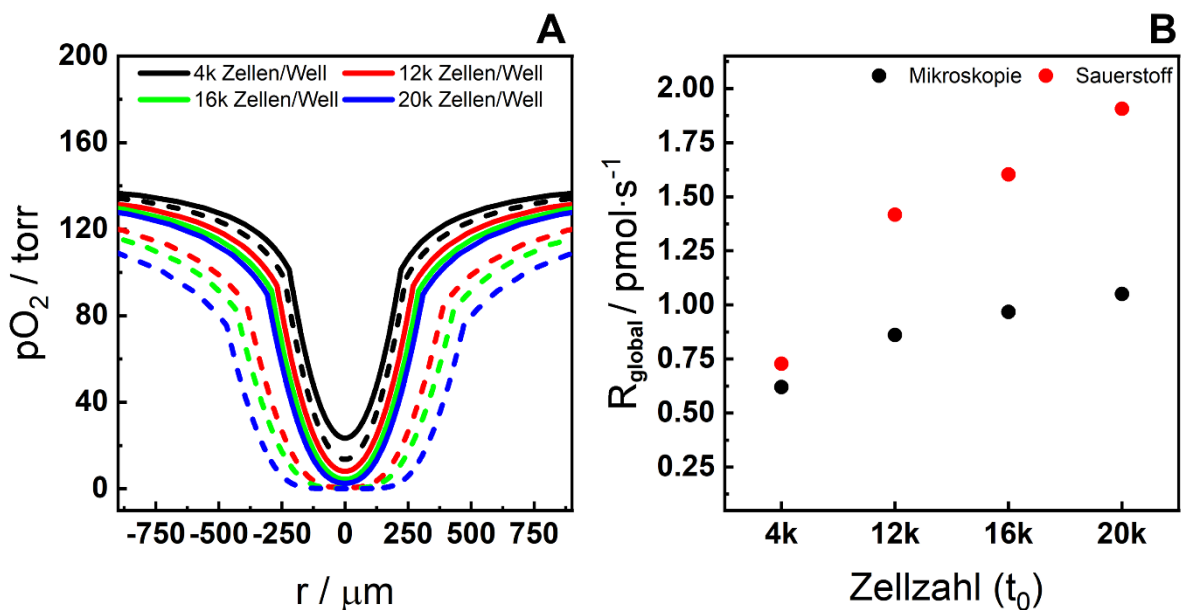 A
200
160
120
80
40
0
pO2 / torr
4k Zellen/Well
12k Zellen/Well
16k Zellen/Well
20k Zellen/Well
-750 -500 -250 0 250 500 750
r / μm
B
2.00
1.75
1.50
1.25
1.00
0.75
0.50
0.25
Rglobal / pmol·s-1
Mikroskopie
Sauerstoff
4k 12k 16k 20k
Zellzahl (t0)